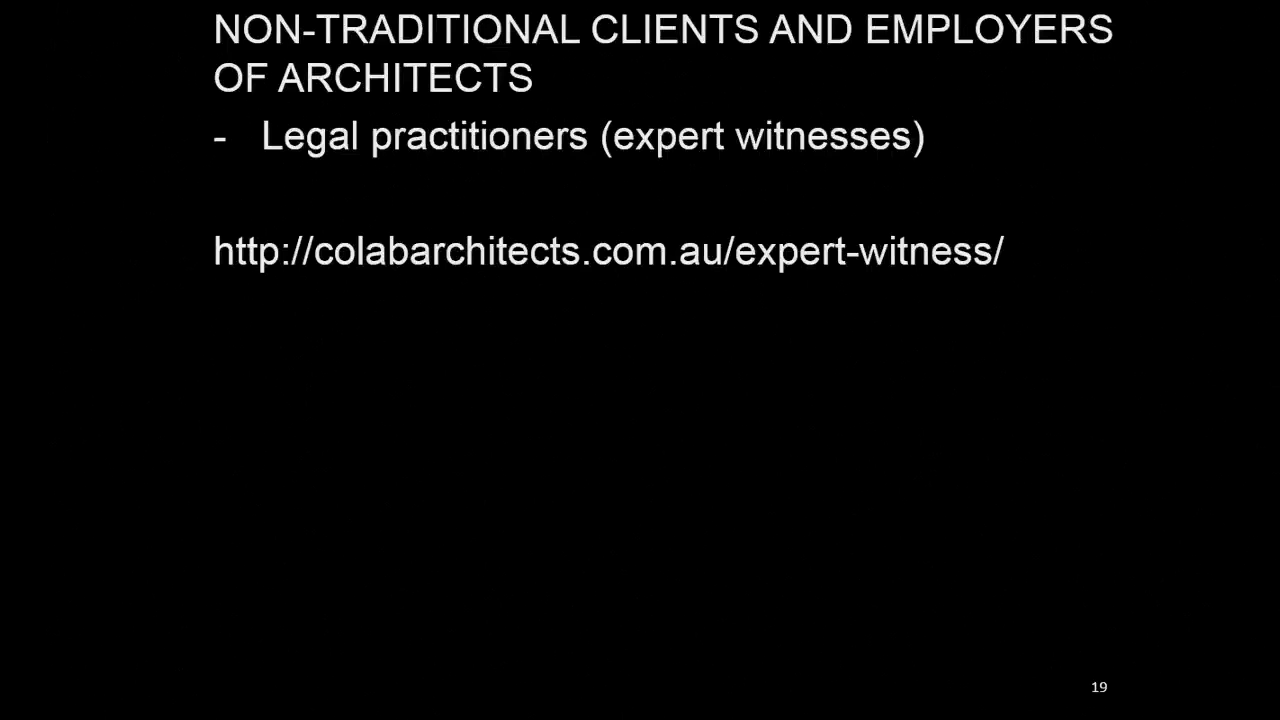 NON-TRADITIONAL CLIENTS AND EMPLOYERS
OF ARCHITECTS
- Legal practitioners (expert witnesses)
http://colabarchitects.com.au/expert-witness/
19